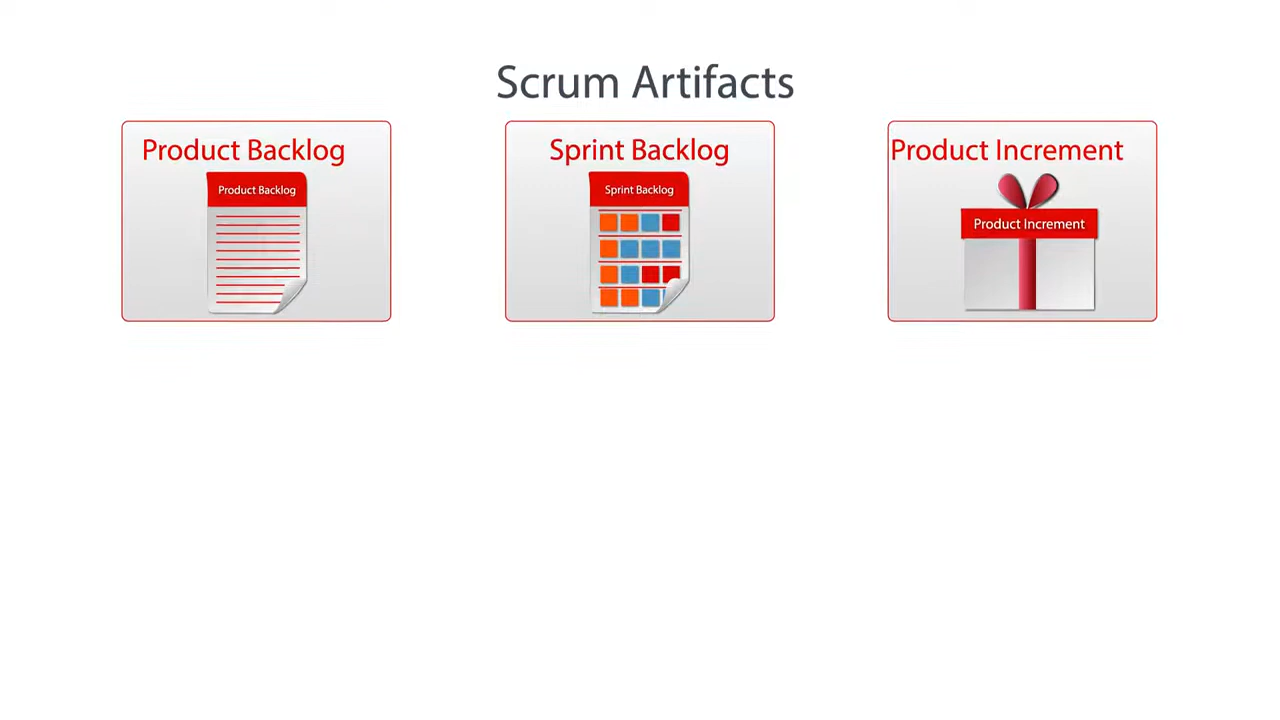 Scrum Artifacts
Product Backlog
Product Backlog
Sprint Backlog
Sprint Backlog
Product Increment
Product Increment